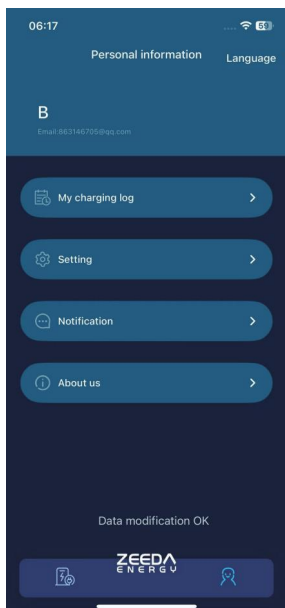 06:17
59
Personal information
Language
B
Email:863146705@qq.com
My charging log
Setting
Notification
About us
Data modification OK
ZEEDA
ENERGY